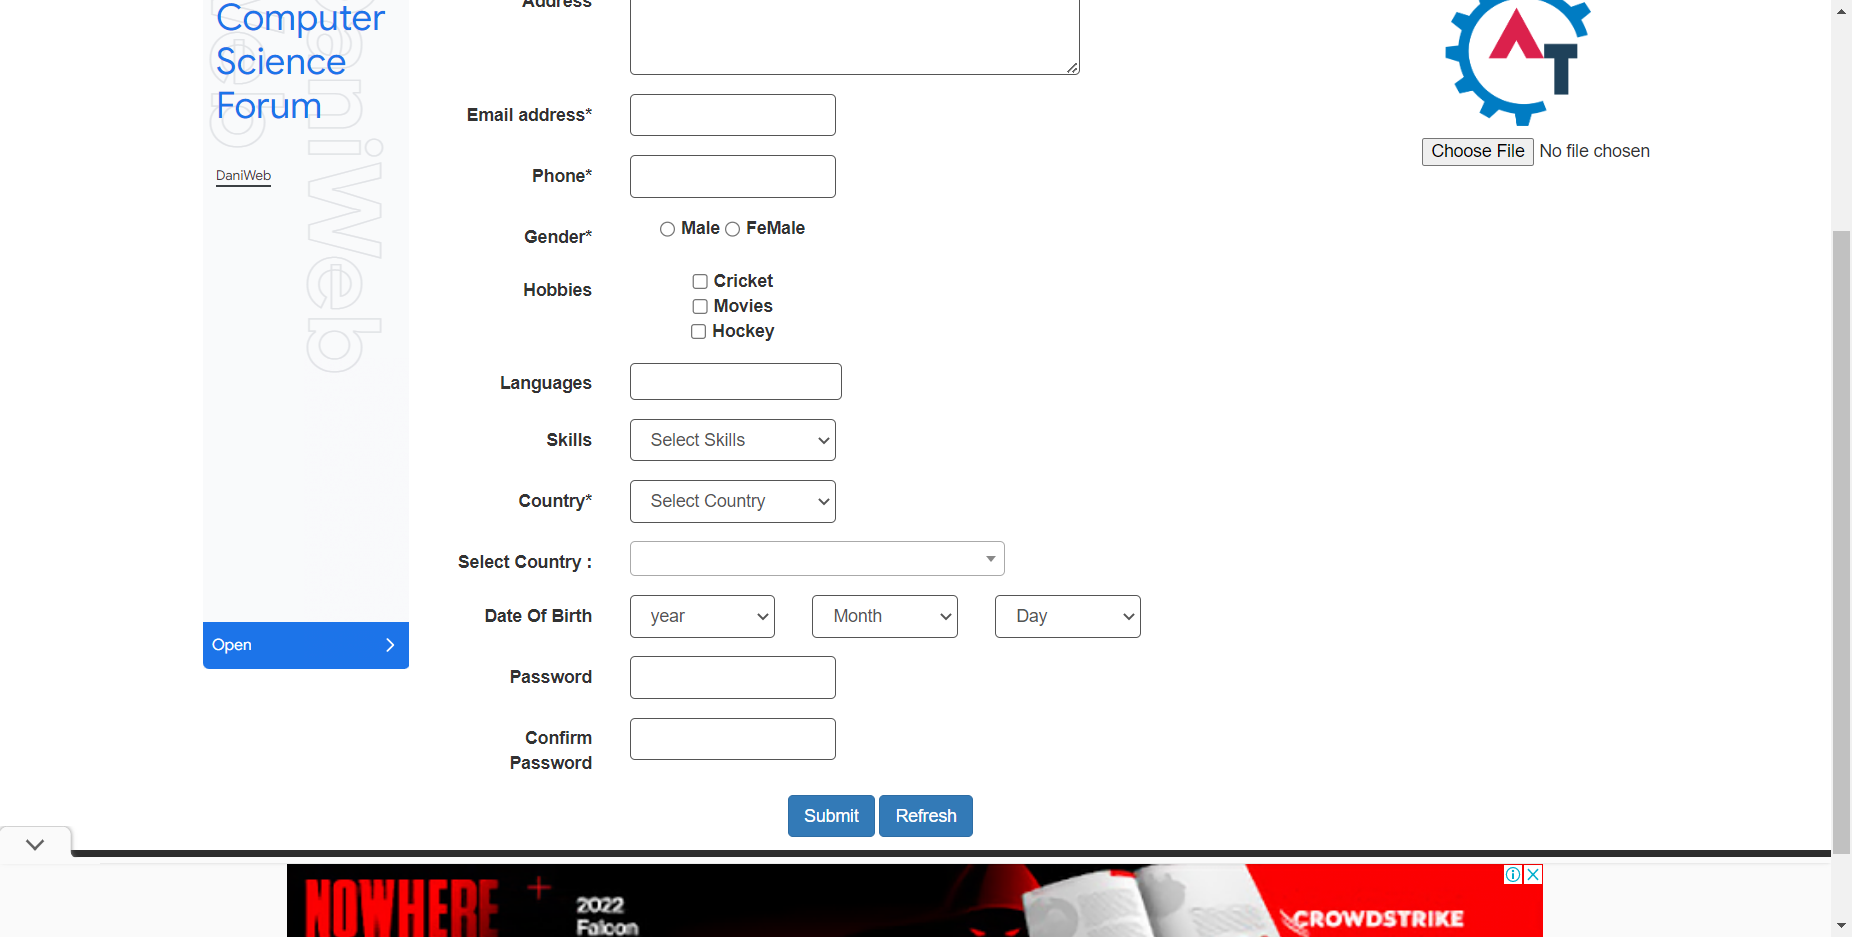 Computer
Science
Forum
DaniWeb
DaniWeb
Web
Open
Address
Email address*
Phone*
Gender*
Male
FeMale
Hobbies
Cricket
Movies
Hockey
Languages
Skills
Select Skills
Country*
Select Country
Select Country :
Date Of Birth
year
Month
Day
Password
Confirm
Password
Submit
Refresh
AT
Choose File No file chosen
NOWHERE
2022
Falcon
CROWDSTRIKE